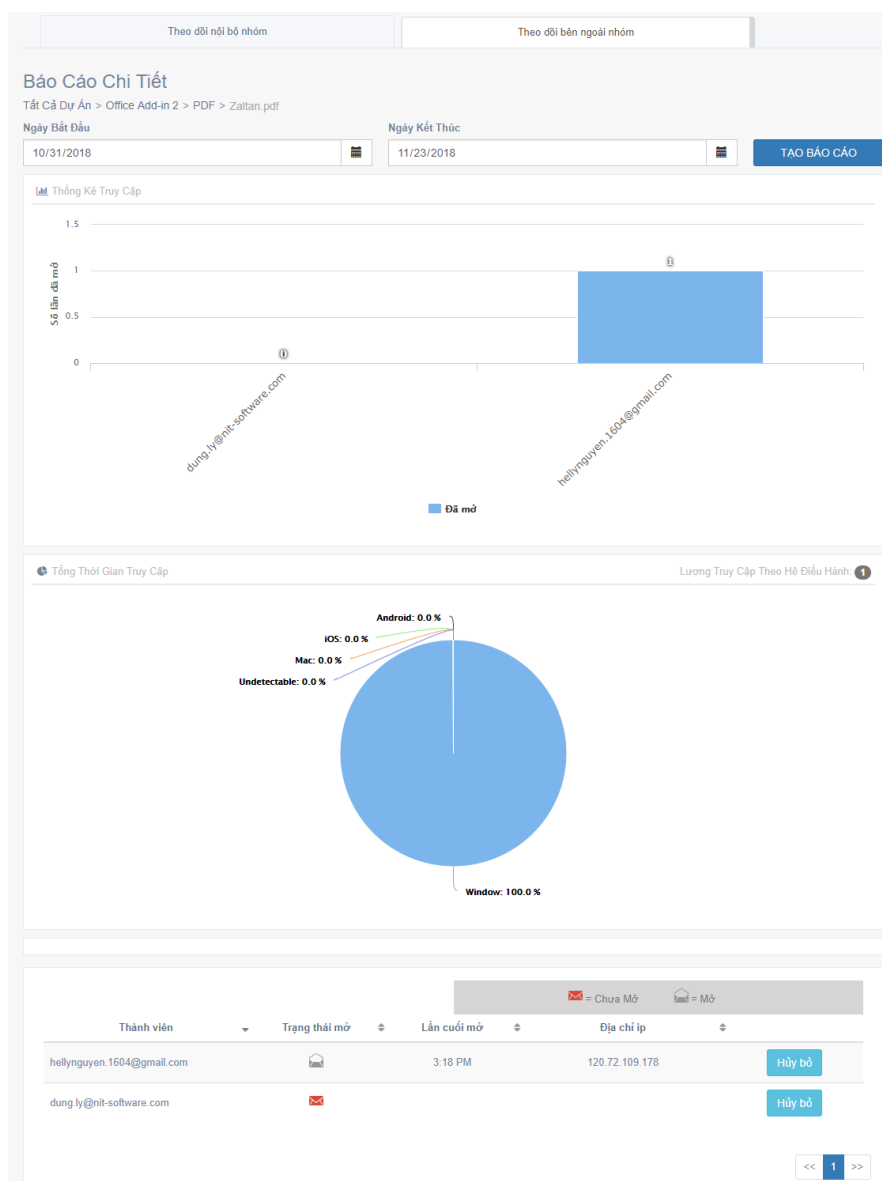 Theo dõi nội bộ nhóm
Theo dõi bên ngoài nhóm
Báo Cáo Chi Tiết
Tất Cả Dự Án > Office Add-in 2 > PDF > Zaitan.pdf
Ngày Bắt Đầu
Ngày Kết Thúc
10/31/2018
11/23/2018
TẠO BÁO CÁO
Thống Kê Truy Cập
1.5
1
0.5
0
Số lần đã mở
0
1
dung.ly@nit-software.com
hellynguyen.1604@gmail.com
Đã mở
Tổng Thời Gian Truy Cập
Lượng Truy Cập Theo Hệ Điều Hành: 1
Android: 0.0 %
iOS: 0.0 %
Mac: 0.0 %
Undetectable: 0.0 %
Window: 100.0 %
= Chưa Mở = Mở
Thành viên Trạng thái mở Lần cuối mở Địa chỉ ip
hellynguyen.1604@gmail.com 3:18 PM 120.72.109.178 Hủy bỏ
dung.ly@nit-software.com Hủy bỏ
<< 1 >>